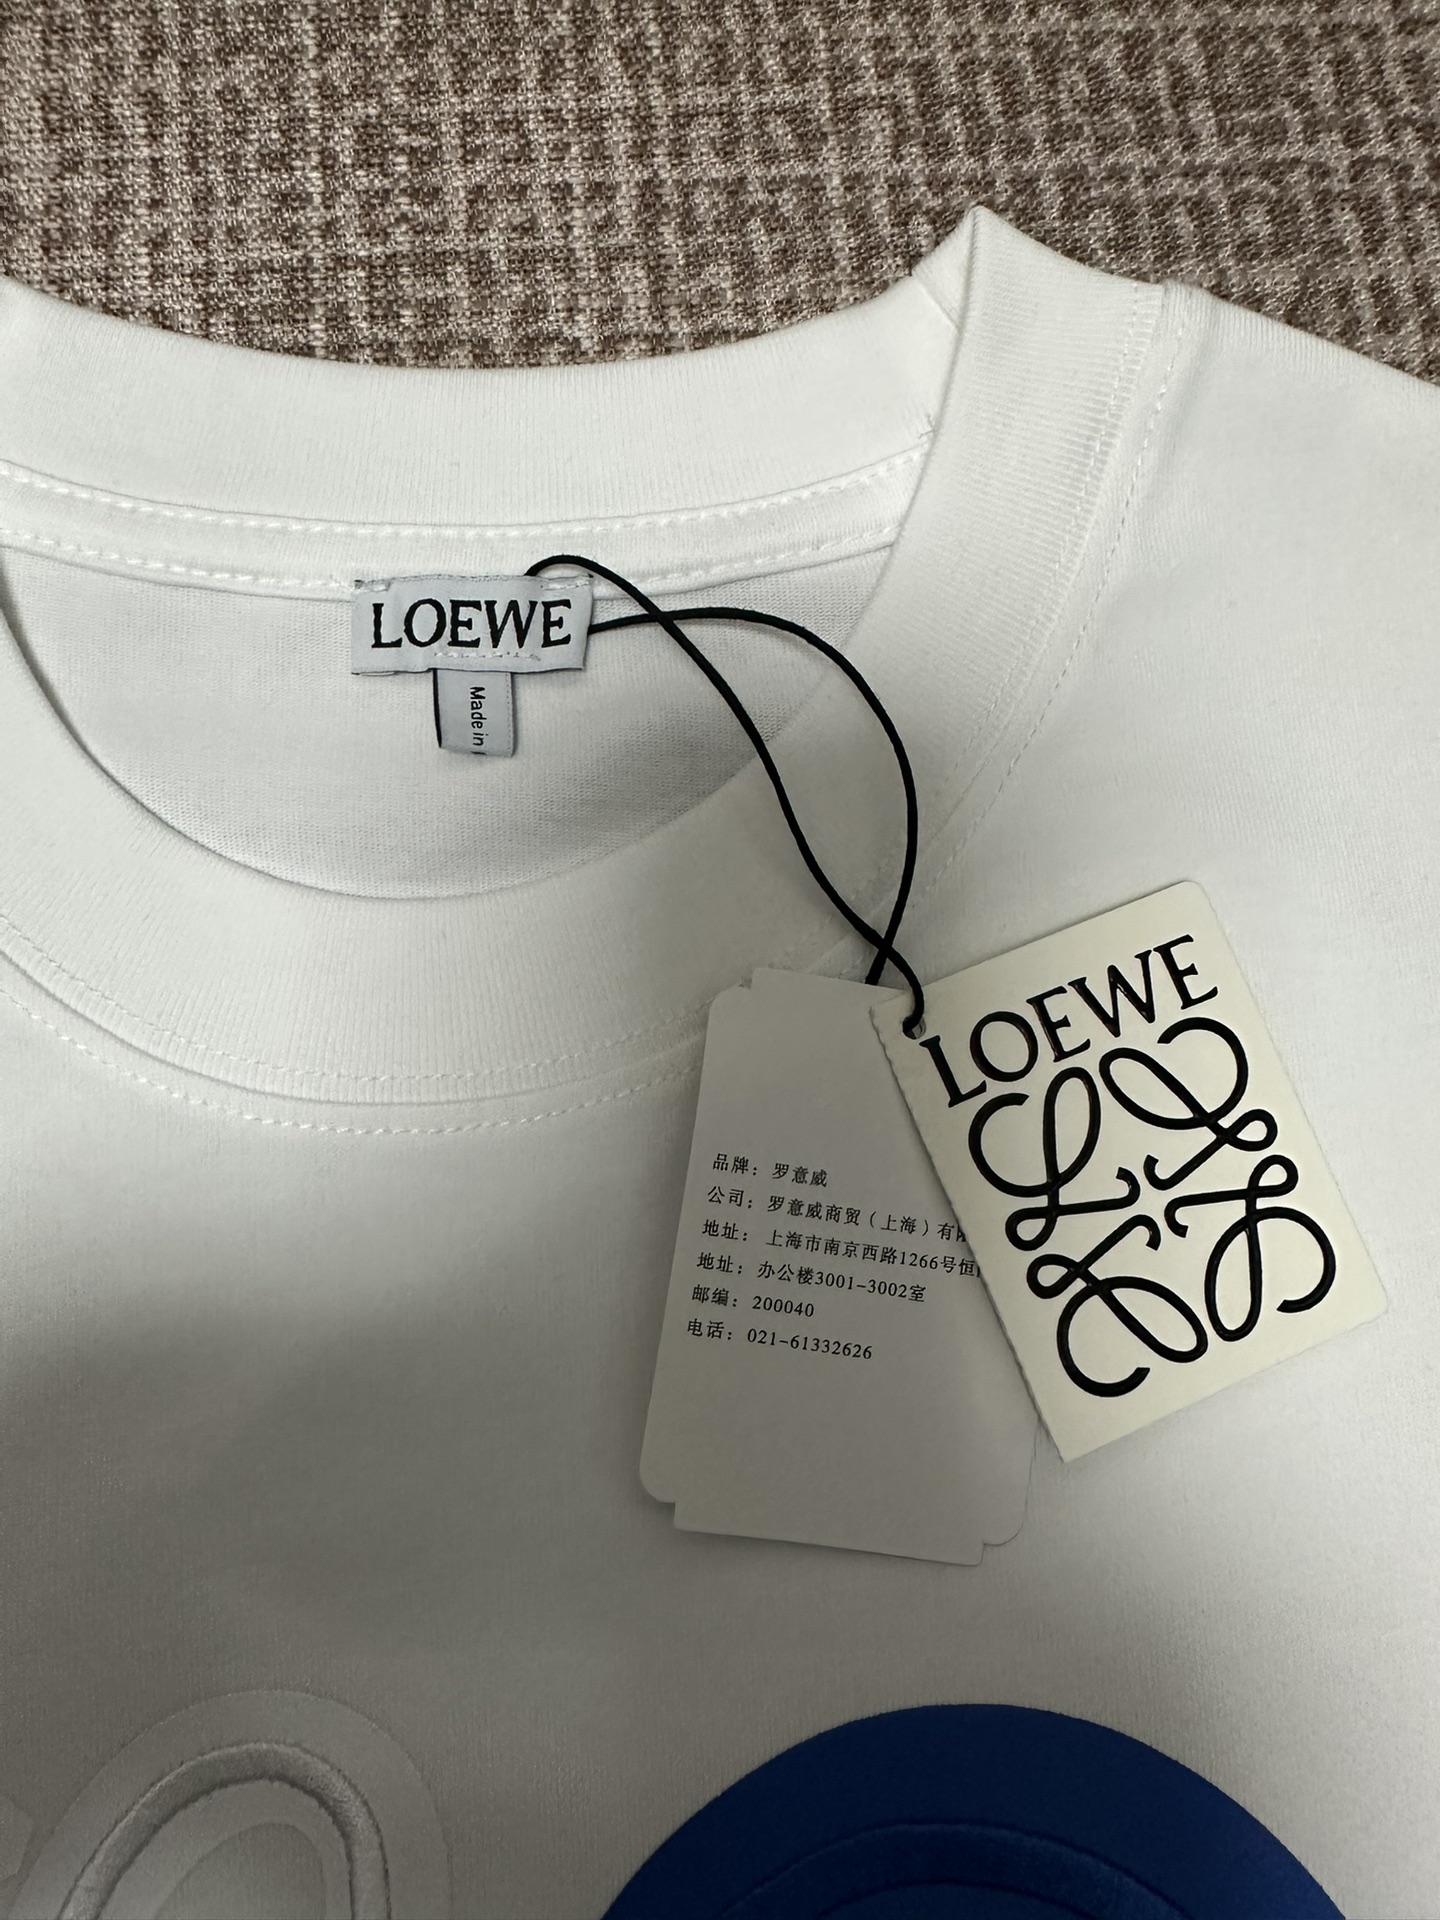 LOEWE
Made in
LOEWE
品牌：罗意威
公司：罗意威商贸（上海）有限
地址：上海市南京西路1266号恒
地址：办公楼3001-3002室
邮编：200040
电话：021-61332626